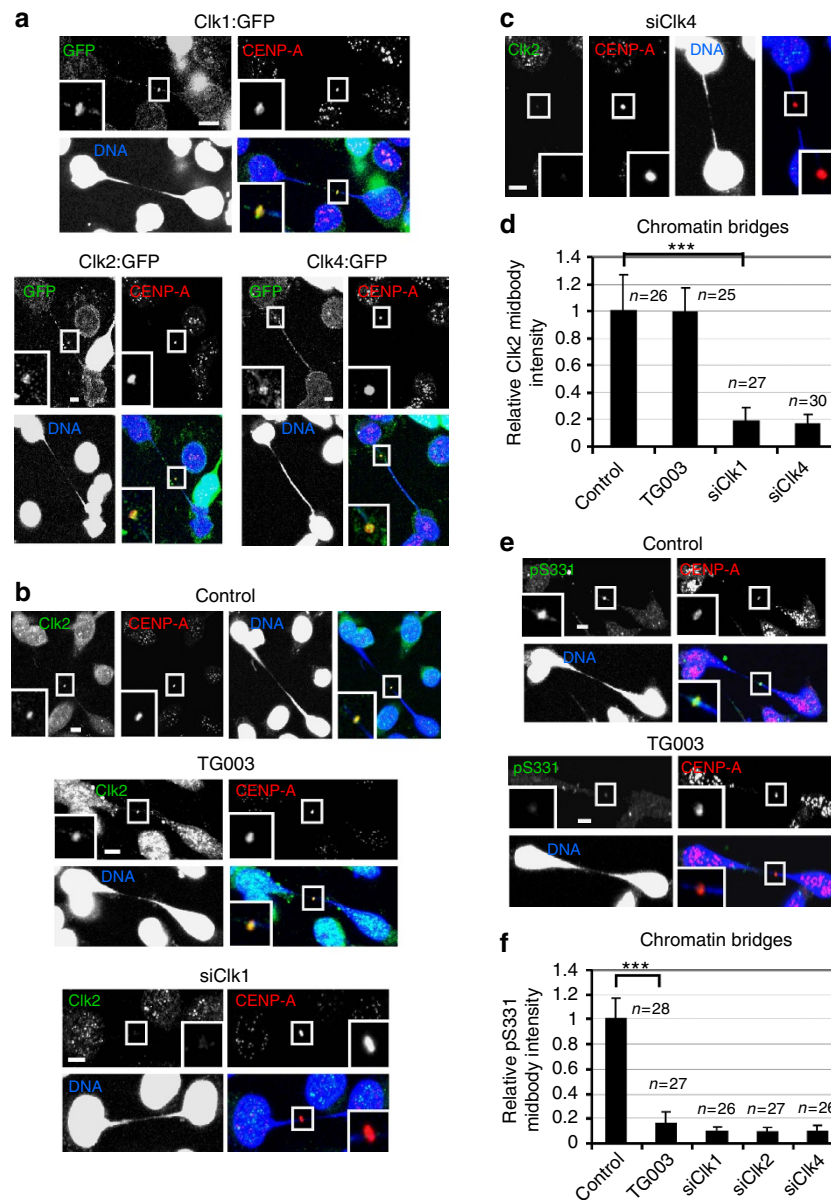 a
Clk1:GFP
GFP
CENP-A
DNA
Clk2:GFP
Clk4:GFP
GFP
CENP-A
GFP
CENP-A
DNA
DNA
b
Control
Clk2
CENP-A
DNA
TG003
Clk2
CENP-A
DNA
siClk1
Clk2
CENP-A
DNA
c
siClk4
Clk2
CENP-A
DNA
d
Chromatin bridges
Relative Clk2 midbody
intensity
1.4
1.2
1
0.8
0.6
0.4
0.2
0
***
n=26
n=25
n=27
n=30
Control
TG003
siClk1
siClk4
e
Control
pS331
CENP-A
DNA
TG003
pS331
CENP-A
DNA
f
Chromatin bridges
Relative pS331
midbody intensity
1.4
1.2
1
0.8
0.6
0.4
0.2
0
***
n=28
n=27
n=26
n=27
n=26
Control
TG003
siClk1
siClk2
siClk4